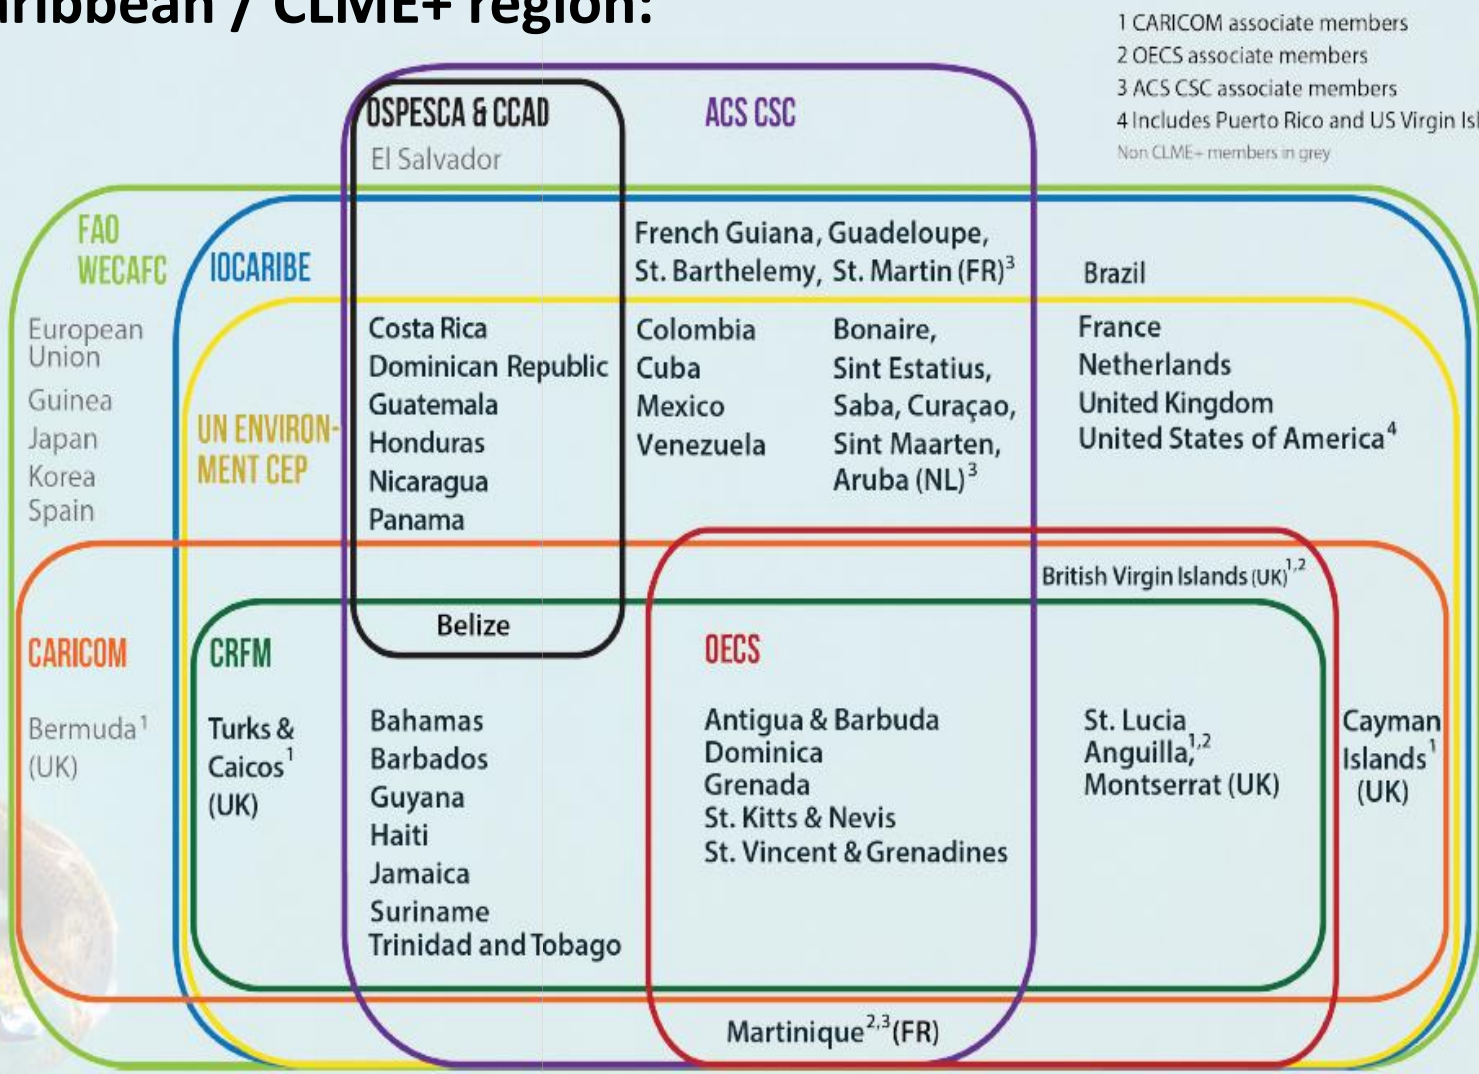 aribbean / CLME+ region:
1 CARICOM associate members
2 OECS associate members
3 ACS CSC associate members
4 Includes Puerto Rico and US Virgin Isl
Non CLME+ members in grey
OSPESCA & CCAD
ACS CSC
El Salvador
FAO
WECAFC
IOCARIBE
French Guiana, Guadeloupe,
St. Barthelemy, St. Martin (FR)3
Brazil
European
Union
Guinea
Japan
Korea
Spain
UN ENVIRON-
MENT CEP
Costa Rica
Dominican Republic
Guatemala
Honduras
Nicaragua
Panama
Colombia
Cuba
Mexico
Venezuela
Bonaire,
Sint Estatius,
Saba, Curaçao,
Sint Maarten,
Aruba (NL)3
France
Netherlands
United Kingdom
United States of America4
British Virgin Islands (UK)1,2
Belize
CARICOM
CRFM
OECS
Bermuda1
(UK)
Turks &
Caicos1
(UK)
Bahamas
Barbados
Guyana
Haiti
Jamaica
Suriname
Trinidad and Tobago
Antigua & Barbuda
Dominica
Grenada
St. Kitts & Nevis
St. Vincent & Grenadines
St. Lucia
Anguilla,1,2
Montserrat (UK)
Cayman
Islands1
(UK)
Martinique2,3(FR)